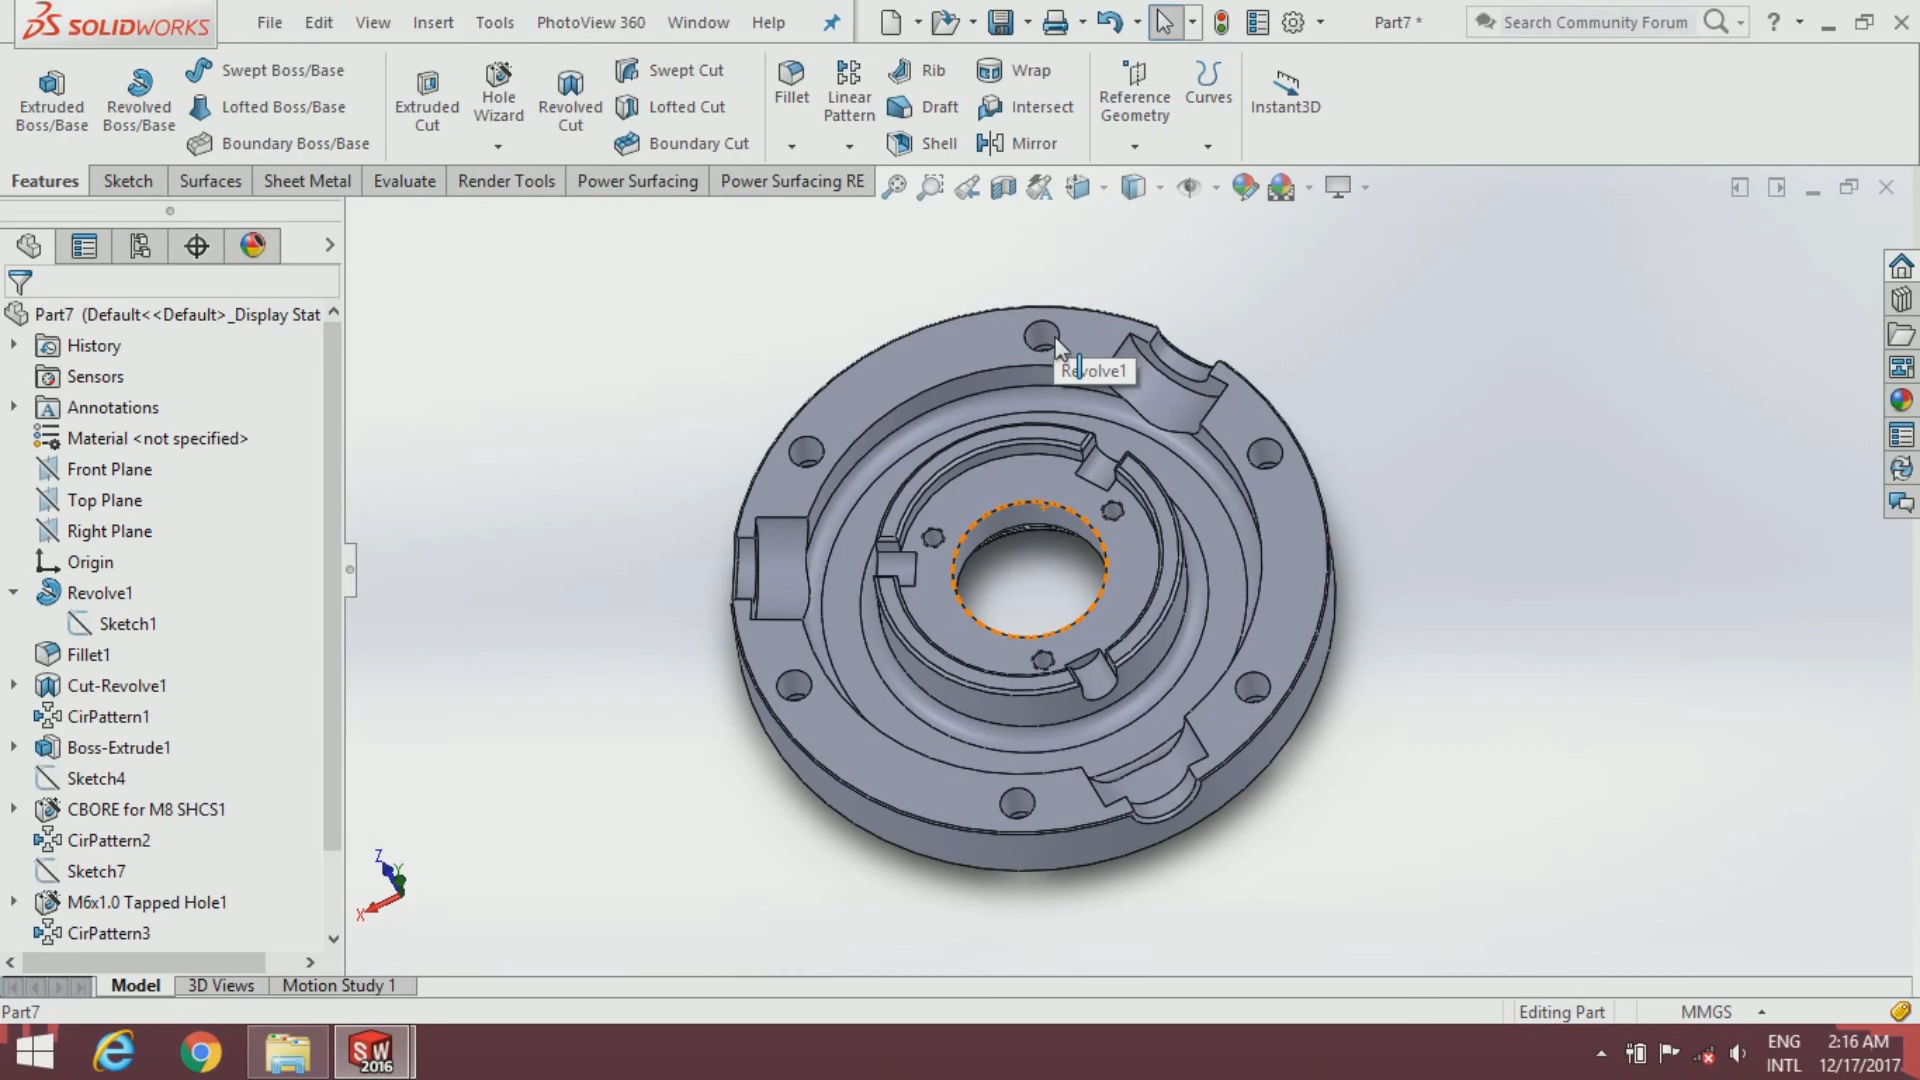 SOLIDWORKS
File Edit View Insert Tools PhotoView 360 Window Help
Part7 *
Search Community Forum
Extruded Boss/Base
Revolved Boss/Base
Swept Boss/Base
Lofted Boss/Base
Boundary Boss/Base
Extruded Cut
Hole Wizard
Revolved Cut
Swept Cut
Lofted Cut
Boundary Cut
Fillet
Linear Pattern
Rib
Draft
Shell
Wrap
Intersect
Mirror
Reference Geometry
Curves
Instant3D
Features Sketch Surfaces Sheet Metal Evaluate Render Tools Power Surfacing Power Surfacing RE
Part7 (Default<<Default>_Display Stat
History
Sensors
Annotations
Material <not specified>
Front Plane
Top Plane
Right Plane
Origin
Revolve1
Sketch1
Fillet1
Cut-Revolve1
CirPattern1
Boss-Extrude1
Sketch4
CBORE for M8 SHCS1
CirPattern2
Sketch7
M6x1.0 Tapped Hole1
CirPattern3
Revolve1
Z
Y
X
Model 3D Views Motion Study 1
Part7
Editing Part
MMGS
SW
2016
ENG
INTL
2:16 AM
12/17/2017